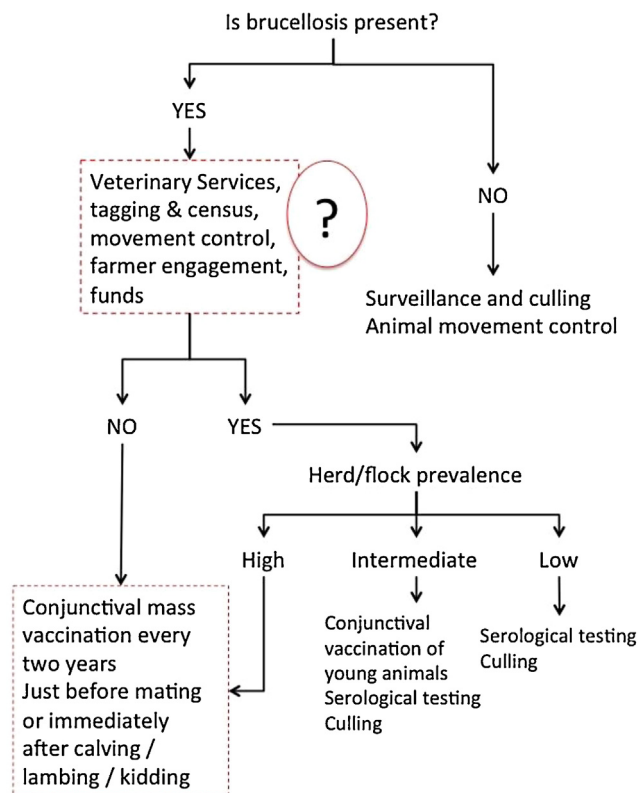 Is brucellosis present?
YES
NO
Veterinary Services,
tagging & census,
movement control,
farmer engagement,
funds
?
Surveillance and culling
Animal movement control
NO
YES
Herd/flock prevalence
High
Intermediate
Low
Conjunctival mass
vaccination every
two years
Just before mating
or immediately
after calving /
lambing / kidding
Conjunctival
vaccination of
young animals
Serological testing
Culling
Serological testing
Culling